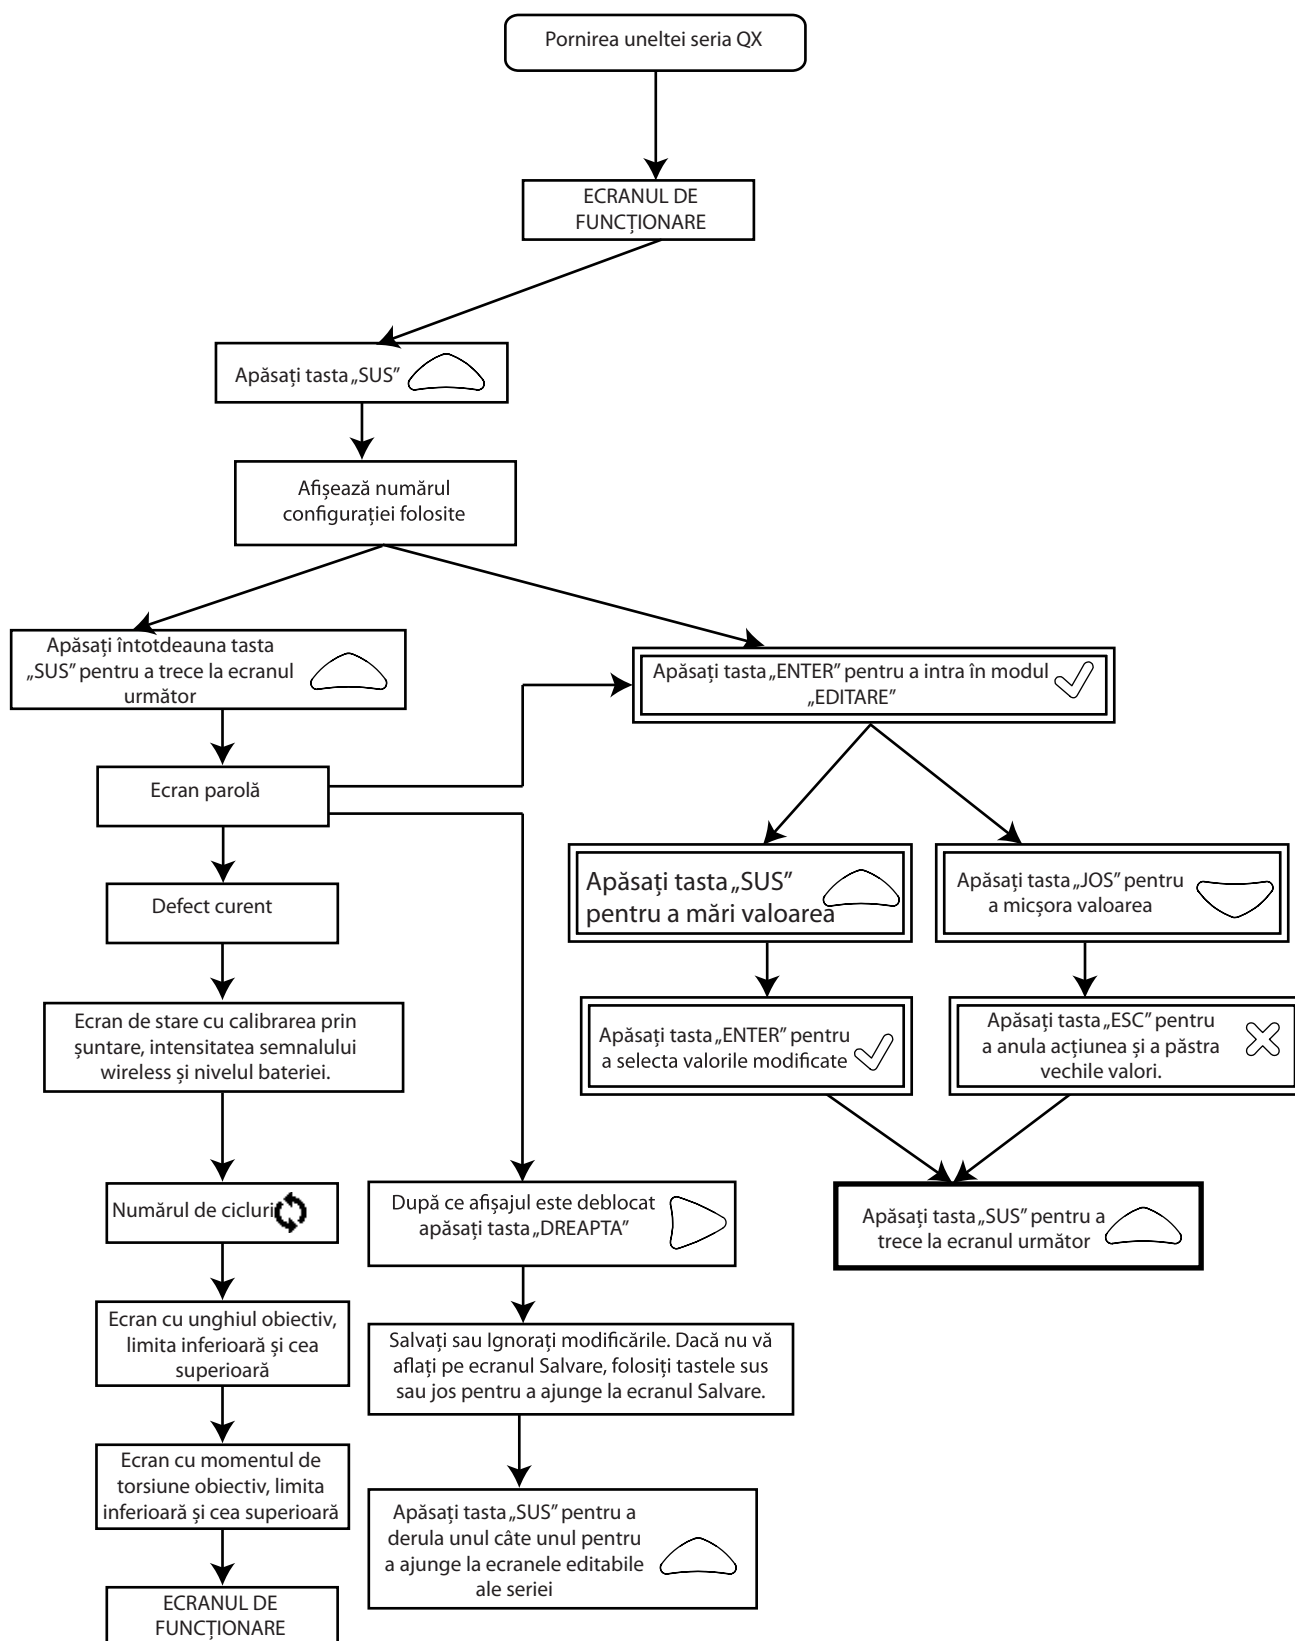 Pornirea uneltei seria QX
ECRANUL DE
FUNCȚIONARE
Apăsați tasta „SUS”
Afișează numărul
configurației folosite
Apăsați întotdeauna tasta
„SUS” pentru a trece la ecranul
următor
Apăsați tasta „ENTER” pentru a intra în modul
„EDITARE”
Ecran parolă
Apăsați tasta „SUS”
pentru a mări valoarea
Apăsați tasta „JOS” pentru
a micșora valoarea
Defect curent
Ecran de stare cu calibrarea prin
șuntare, intensitatea semnalului
wireless și nivelul bateriei.
Apăsați tasta „ENTER” pentru
a selecta valorile modificate
Apăsați tasta „ESC” pentru
a anula acțiunea și a păstra
vechile valori.
Numărul de cicluri
După ce afișajul este deblocat
apăsați tasta „DREAPTA”
Apăsați tasta „SUS” pentru a
trece la ecranul următor
Ecran cu unghiul obiectiv,
limita inferioară și cea
superioară
Salvați sau Ignorați modificările. Dacă nu vă
aflați pe ecranul Salvare, folosiți tastele sus
sau jos pentru a ajunge la ecranul Salvare.
Ecran cu momentul de
torsiune obiectiv, limita
inferioară și cea superioară
Apăsați tasta „SUS” pentru a
derula unul câte unul pentru
a ajunge la ecranele editabile
ale seriei
ECRANUL DE
FUNCȚIONARE